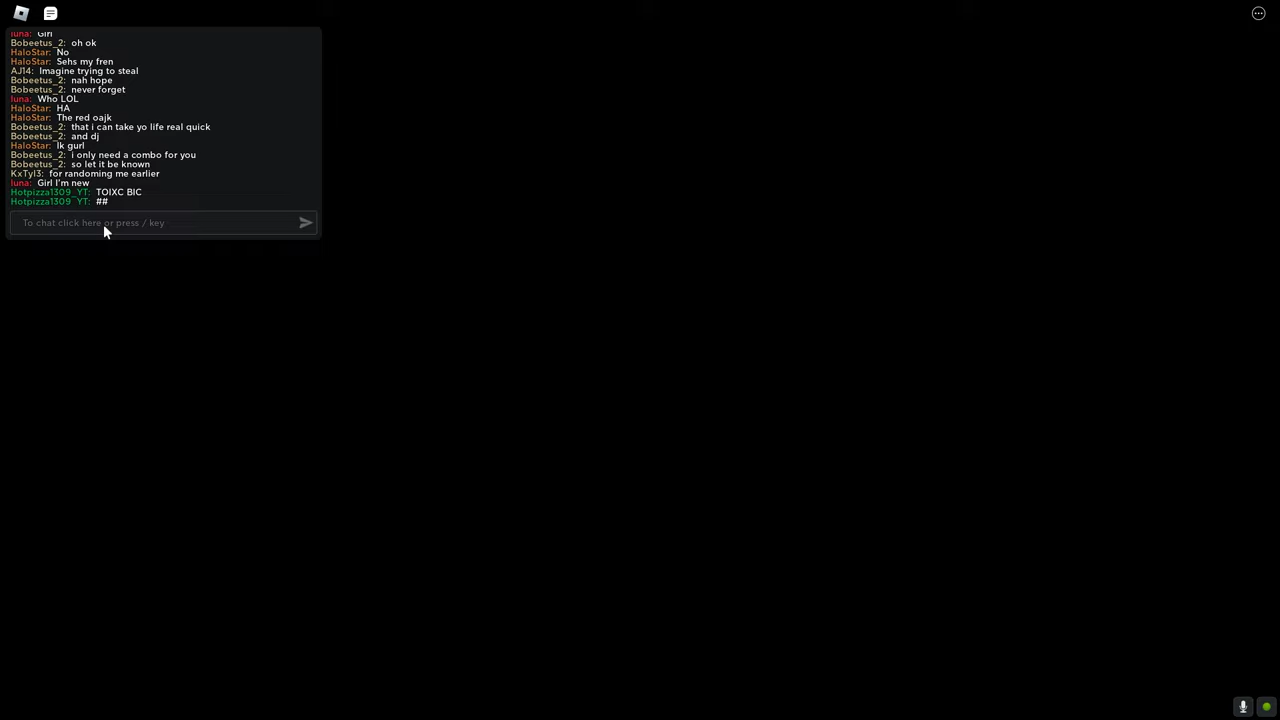 luna: Girl
Bobeetus_2: oh ok
HaloStar: No
HaloStar: Sehs my fren
AJ14: Imagine trying to steal
Bobeetus_2: nah hope
Bobeetus_2: never forget
luna: Who LOL
HaloStar: HA
HaloStar: The red oajk
Bobeetus_2: that i can take yo life real quick
Bobeetus_2: and dj
HaloStar: Ik gurl
Bobeetus_2: i only need a combo for you
Bobeetus_2: so let it be known
KxTyl3: for randoming me earlier
luna: Girl I'm new
Hotpizza1309_YT: TOIXC BIC
Hotpizza1309_YT: ##
To chat click here or press / key